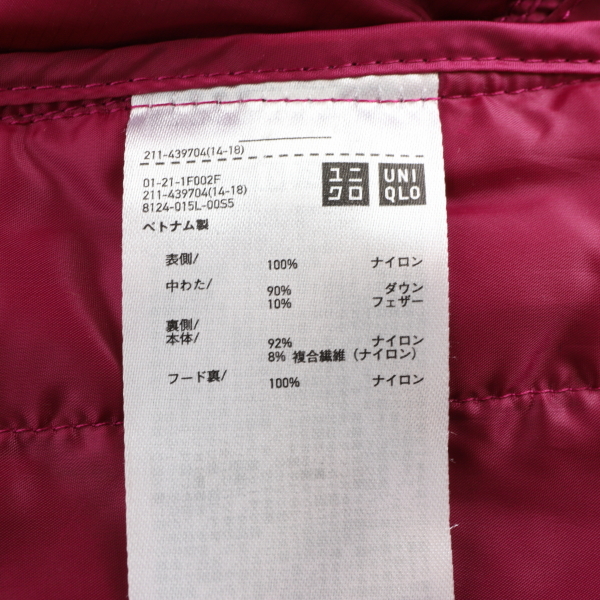 211-439704(14-18)
01-21-1F002F
211-439704(14-18)
8124-015L-00S5
ユニ
クロ
UNI
QLO
ベトナム製
表側/ 100% ナイロン
中わた/ 90% ダウン
10% フェザー
裏側/
本体/ 92% ナイロン
8% 複合繊維(ナイロン)
フード裏/ 100% ナイロン